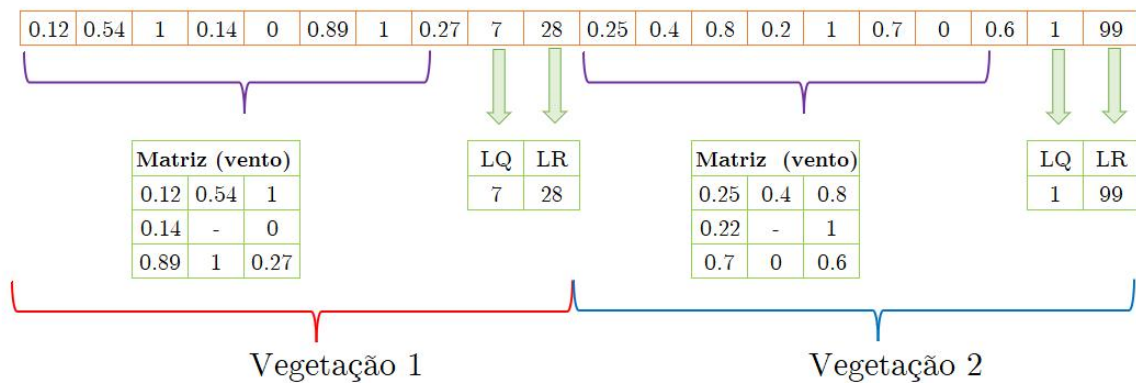 0.12 0.54 1 0.14 0 0.89 1 0.27 7 28 0.25 0.4 0.8 0.2 1 0.7 0 0.6 1 99
Matriz (vento) LQ LR Matriz (vento) LQ LR
0.12 0.54 1 7 28 0.25 0.4 0.8 1 99
0.14 - 0 0.22 - 1
0.89 1 0.27 0.7 0 0.6
Vegetação 1 Vegetação 2